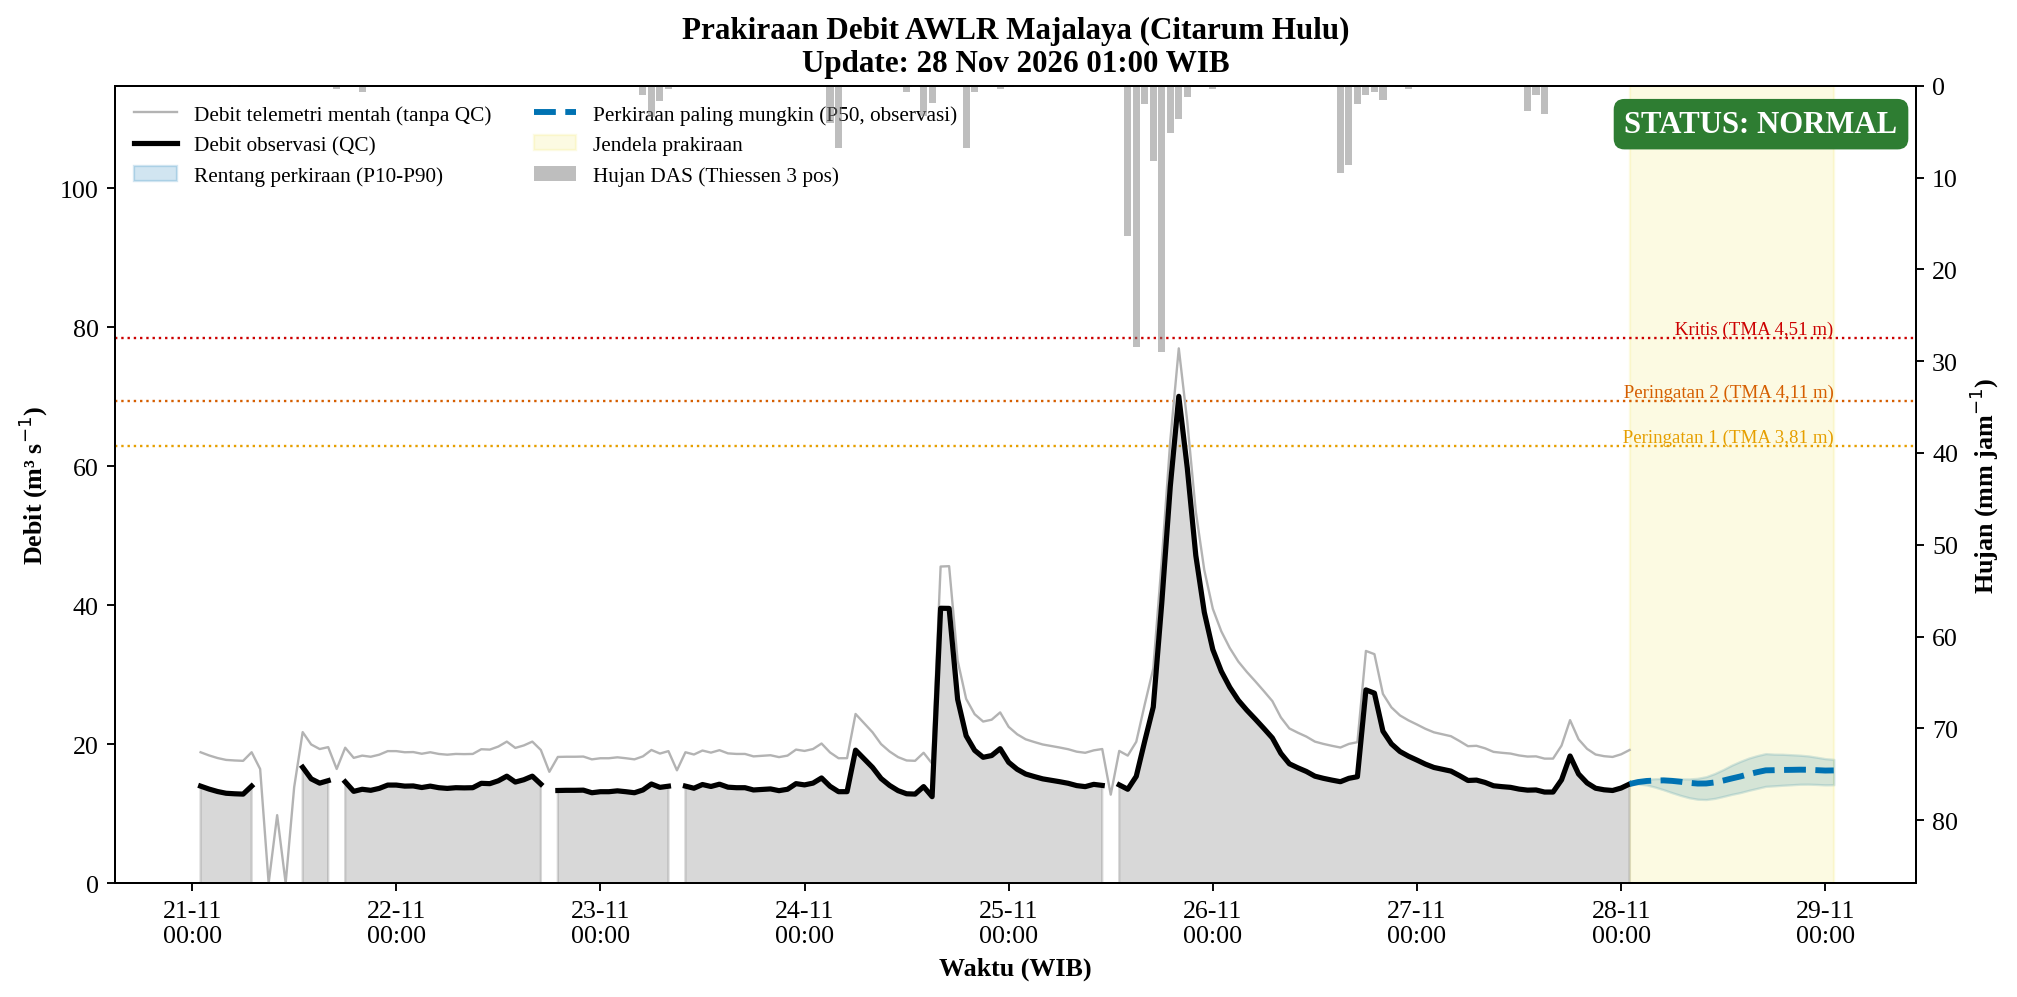 Prakiraan Debit AWLR Majalaya (Citarum Hulu)
Update: 28 Nov 2026 01:00 WIB
Debit telemetri mentah (tanpa QC)
Debit observasi (QC)
Rentang perkiraan (P10-P90)
Perkiraan paling mungkin (P50, observasi)
Jendela prakiraan
Hujan DAS (Thiessen 3 pos)
STATUS: NORMAL
Kritis (TMA 4,51 m)
Peringatan 2 (TMA 4,11 m)
Peringatan 1 (TMA 3,81 m)
Debit (m³ s⁻¹)
100
80
60
40
20
0
Hujan (mm jam⁻¹)
0
10
20
30
40
50
60
70
80
21-11
00:00
22-11
00:00
23-11
00:00
24-11
00:00
25-11
00:00
26-11
00:00
27-11
00:00
28-11
00:00
29-11
00:00
Waktu (WIB)